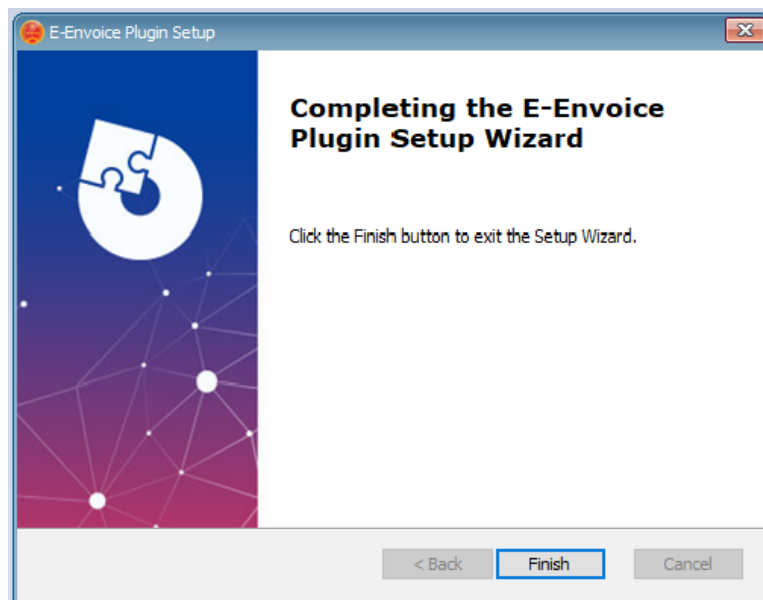 E-Envoice Plugin Setup
Completing the E-Envoice
Plugin Setup Wizard
Click the Finish button to exit the Setup Wizard.
< Back
Finish
Cancel